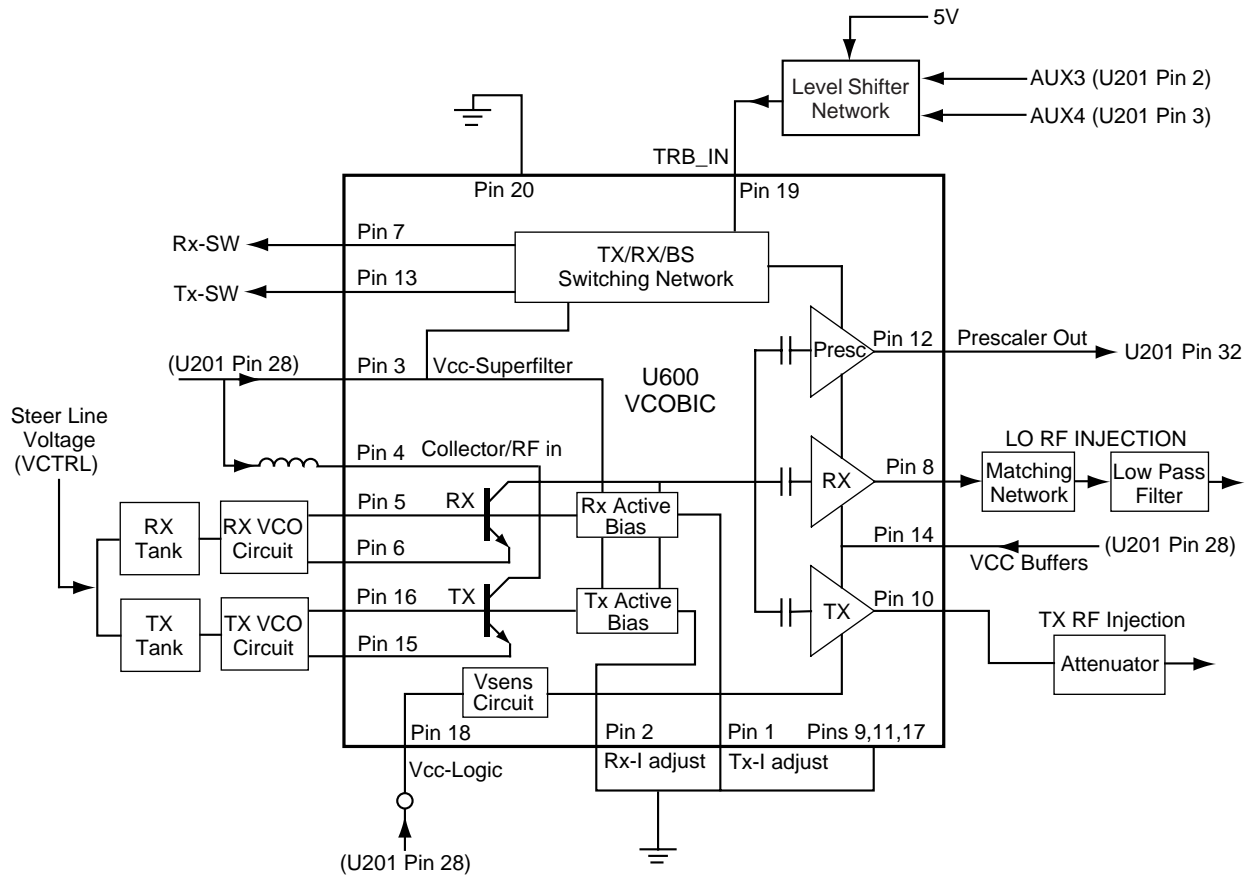 5V
Level Shifter
Network
AUX3 (U201 Pin 2)
AUX4 (U201 Pin 3)
TRB_IN
Pin 20
Pin 19
Rx-SW
Pin 7
TX/RX/BS
Switching Network
Tx-SW
Pin 13
Presc
Pin 12
Prescaler Out
U201 Pin 32
(U201 Pin 28)
Pin 3
Vcc-Superfilter
U600
VCOBIC
Steer Line
Voltage
(VCTRL)
Pin 4
Collector/RF in
LO RF INJECTION
RX
Pin 8
Matching
Network
Low Pass
Filter
RX
Tank
RX VCO
Circuit
Pin 5
RX
Rx Active
Bias
Pin 6
Pin 14
VCC Buffers
(U201 Pin 28)
TX
Tank
TX VCO
Circuit
Pin 16
TX
Tx Active
Bias
Pin 15
TX
Pin 10
TX RF Injection
Attenuator
Vsens
Circuit
Pin 18
Pin 2
Pin 1
Pins 9,11,17
Vcc-Logic
Rx-I adjust
Tx-I adjust
(U201 Pin 28)